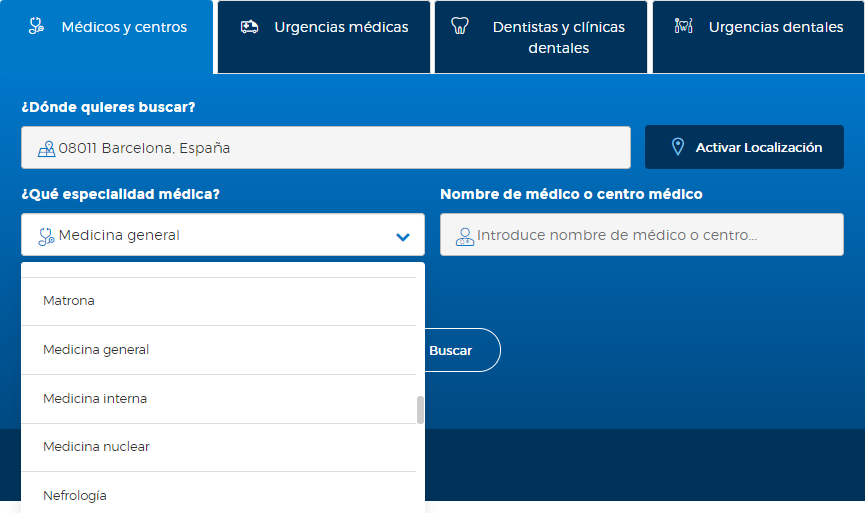 Médicos y centros
Urgencias médicas
Dentistas y clínicas
dentales
Urgencias dentales
¿Dónde quieres buscar?
08011 Barcelona, España
Activar Localización
¿Qué especialidad médica?
Nombre de médico o centro médico
Medicina general
Introduce nombre de médico o centro...
Matrona
Medicina general
Buscar
Medicina interna
Medicina nuclear
Nefrología